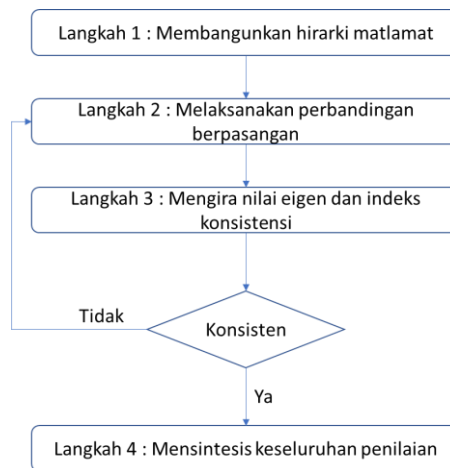 Langkah 1 : Membangunkan hirarki matlamat
Langkah 2 : Melaksanakan perbandingan
berpasangan
Langkah 3 : Mengira nilai eigen dan indeks
konsistensi
Tidak
Konsisten
Ya
Langkah 4 : Mensintesis keseluruhan penilaian